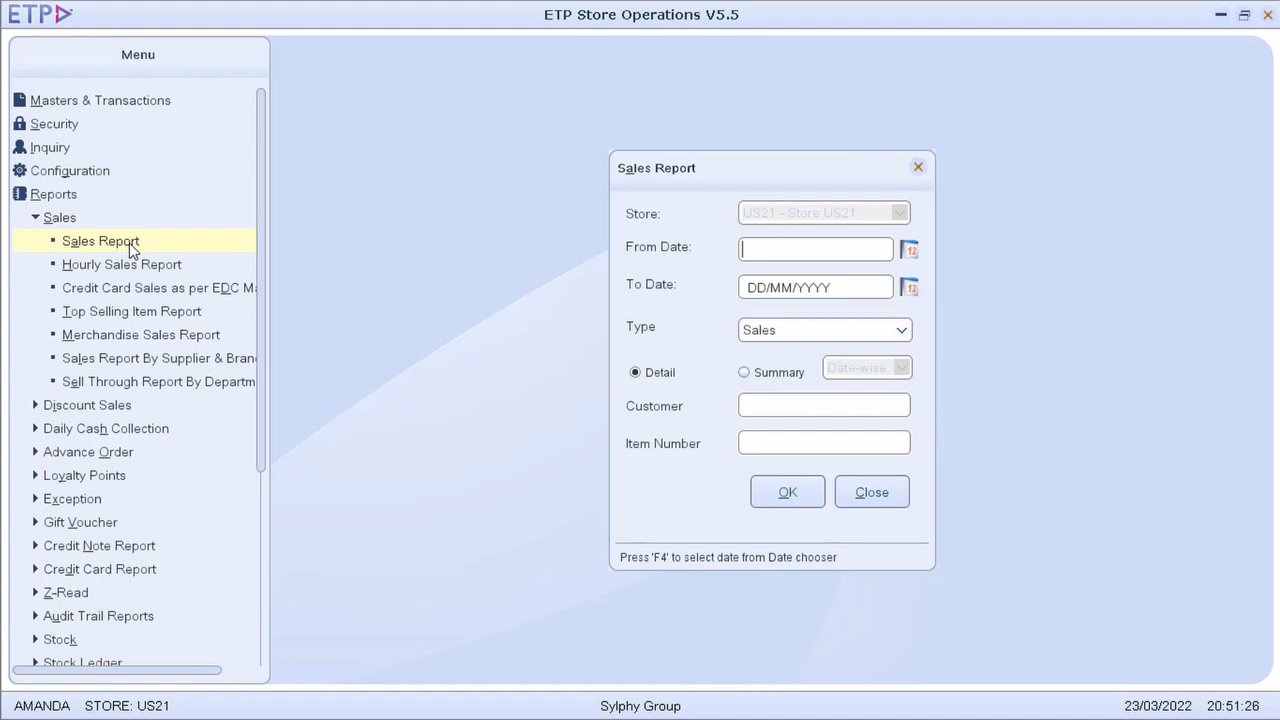 ETP
ETP Store Operations V5.5
Menu
Masters & Transactions
Security
Inquiry
Configuration
Reports
Sales
Sales Report
Hourly Sales Report
Credit Card Sales as per EDC Ma
Top Selling Item Report
Merchandise Sales Report
Sales Report By Supplier & Bran
Sell Through Report By Departm
Discount Sales
Daily Cash Collection
Advance Order
Loyalty Points
Exception
Gift Voucher
Credit Note Report
Credit Card Report
Z-Read
Audit Trail Reports
Stock
Stock Ledger
Sales Report
Store: US21 - Store US21
From Date: 12
To Date: DD/MM/YYYY 12
Type Sales
Detail Summary Date-wise
Customer
Item Number
OK Close
Press 'F4' to select date from Date chooser
AMANDA STORE: US21 Sylphy Group 23/03/2022 20:51:26